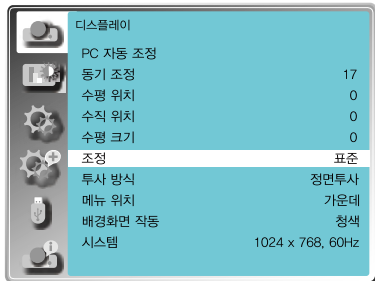 디스플레이
PC 자동 조정
동기 조정 17
수평 위치 0
수직 위치 0
수평 크기 0
조정 표준
투사 방식 정면투사
메뉴 위치 가운데
배경화면 작동 청색
시스템 1024 x 768, 60Hz